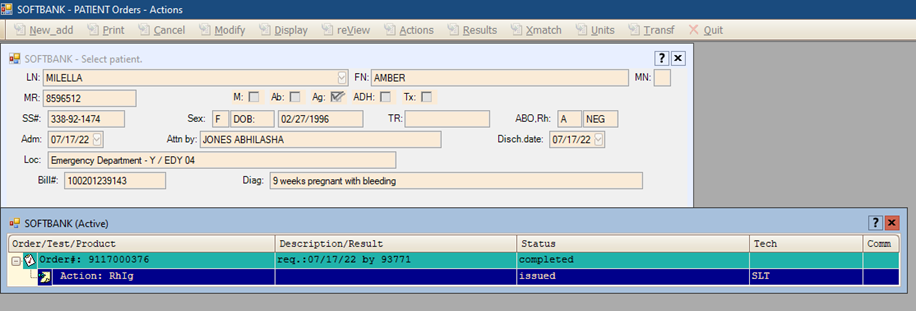 SOFTBANK - PATIENT Orders - Actions
New_add Print Cancel Modify Display reView Actions Results Xmatch Units Transf Quit
SOFTBANK - Select patient. ? X
LN: MILELLA FN: AMBER MN:
MR: 8596512 M: Ab: Ag: ADH: Tx:
SS#: 338-92-1474 Sex: F DOB: 02/27/1996 TR: ABO,Rh: A NEG
Adm: 07/17/22 Attn by: JONES ABHILASHA Disch.date: 07/17/22
Loc: Emergency Department - Y / EDY 04
Bill#: 100201239143 Diag: 9 weeks pregnant with bleeding
SOFTBANK (Active) ? X
Order/Test/Product Description/Result Status Tech Comm
Order#: 9117000376 req.:07/17/22 by 93771 completed
Action: RhIg issued SLT